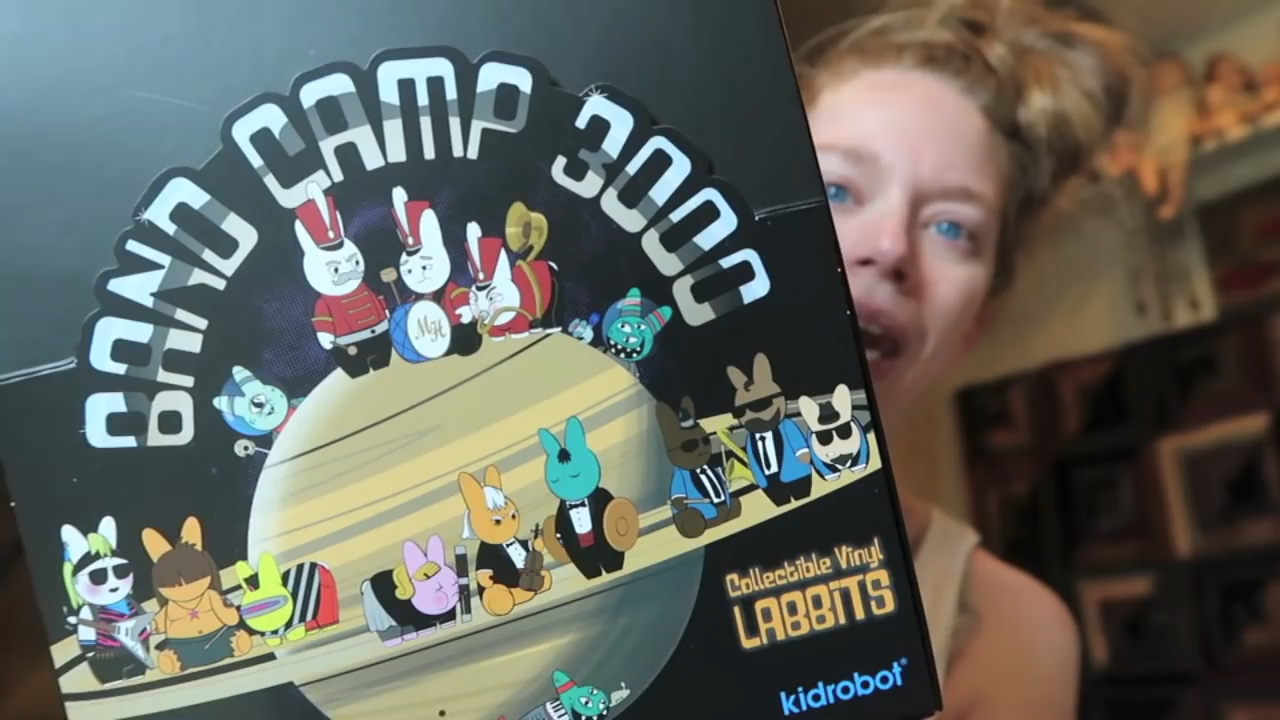 BAND CAMP 3000
MH
Collectible Vinyl
LABBITS
kidrobot®